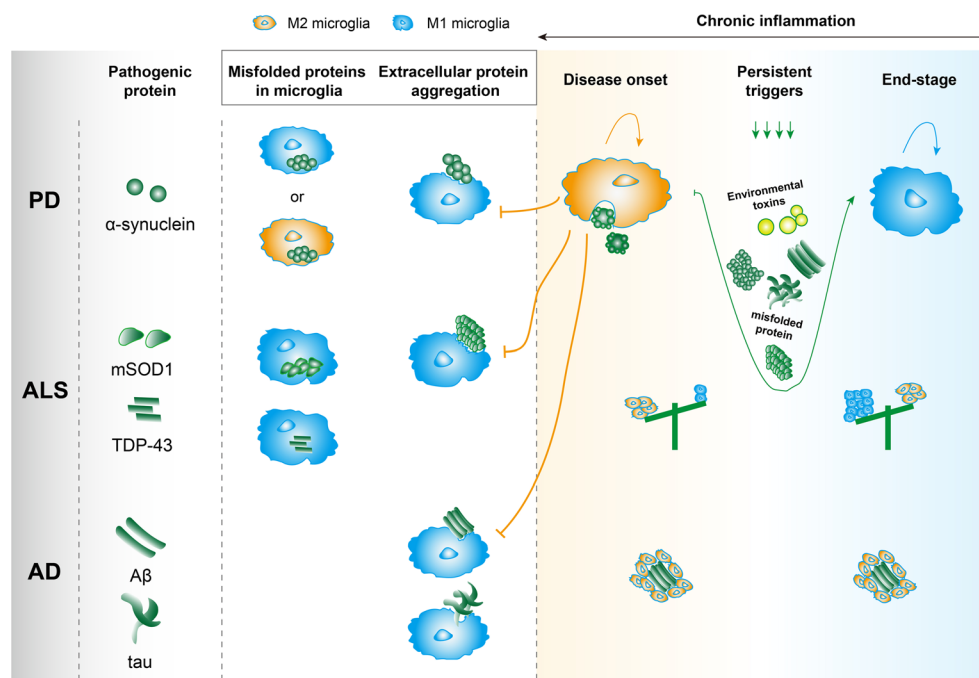 M2 microglia
M1 microglia
Chronic inflammation
Pathogenic
protein
Misfolded proteins
in microglia
Extracellular protein
aggregation
Disease onset
Persistent
triggers
End-stage
PD
α-synuclein
or
Environmental
toxins
misfolded
protein
ALS
mSOD1
TDP-43
AD
Aβ
tau